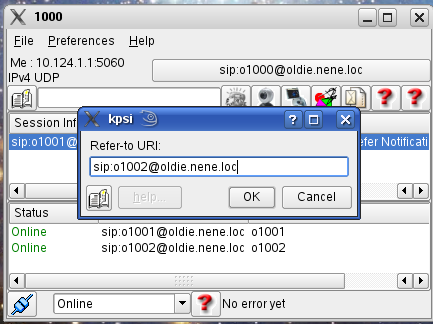 1000
File Preferences Help
Me : 10.124.1.1:5060
IPv4 UDP
sip:o1000@oldie.nene.loc
Session Inf
sip:o1001@
efer Notificati
kpsi
Refer-to URI:
sip:o1002@oldie.nene.loc
help...
OK
Cancel
Status
Online sip:o1001@oldie.nene.loc o1001
Online sip:o1002@oldie.nene.loc o1002
Online
No error yet